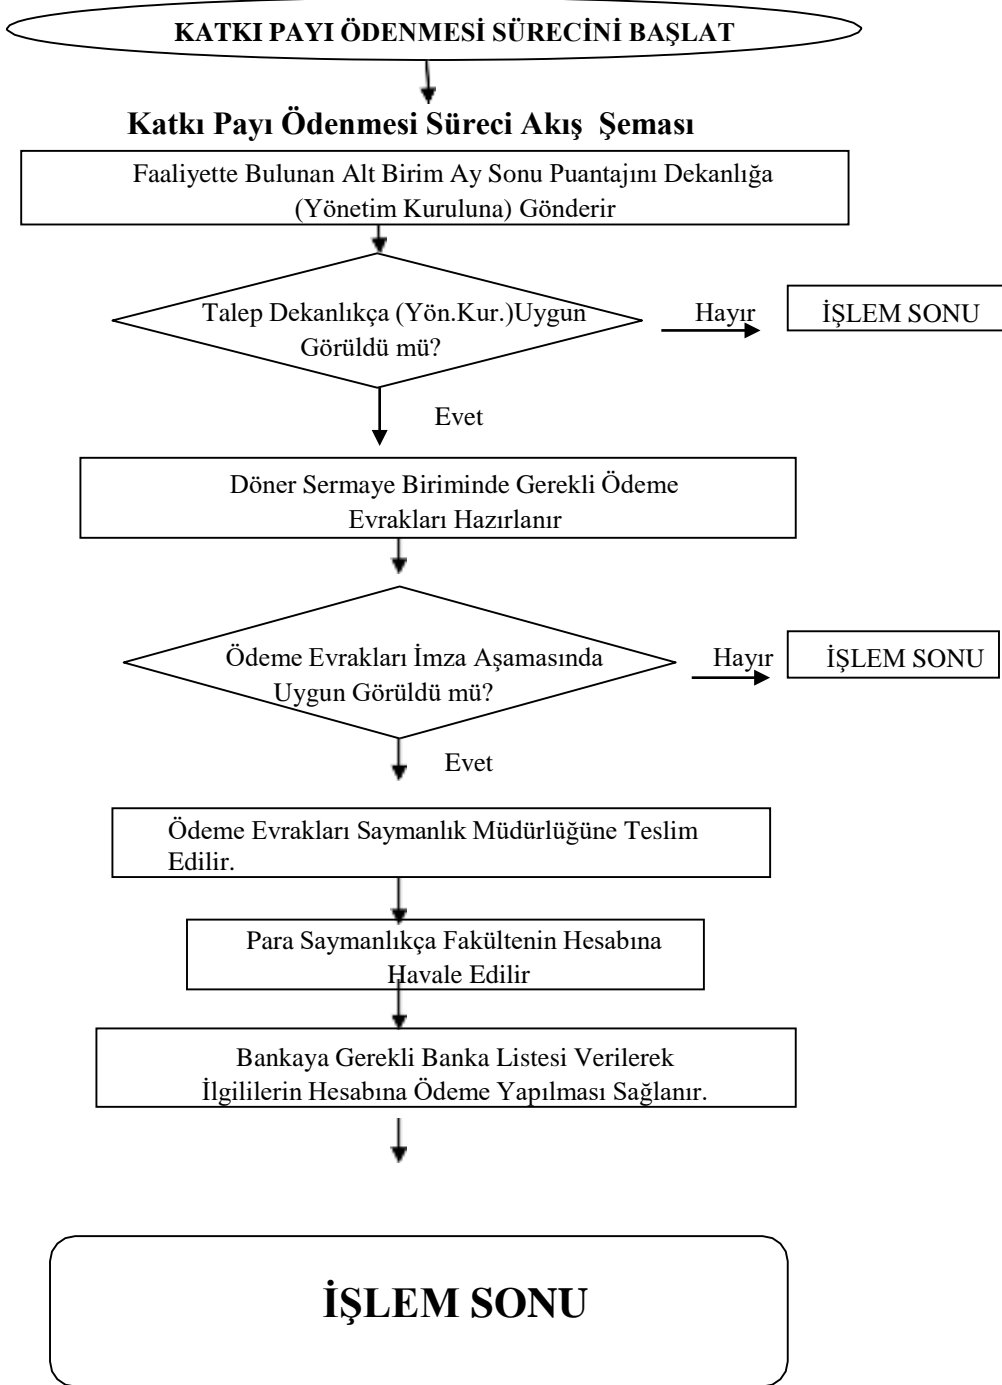 KATKI PAYI ÖDENMESİ SÜRECİNİ BAŞLAT
Katkı Payı Ödenmesi Süreci Akış Şeması
Faaliyette Bulunan Alt Birim Ay Sonu Puantajını Dekanlığa
(Yönetim Kuruluna) Gönderir
Talep Dekanlıkça (Yön.Kur.)Uygun
Görüldü mü?
Hayır
İŞLEM SONU
Evet
Döner Sermaye Biriminde Gerekli Ödeme
Evrakları Hazırlanır
Ödeme Evrakları İmza Aşamasında
Uygun Görüldü mü?
Hayır
İŞLEM SONU
Evet
Ödeme Evrakları Saymanlık Müdürlüğüne Teslim
Edilir.
Para Saymanlıkça Fakültenin Hesabına
Havale Edilir
Bankaya Gerekli Banka Listesi Verilerek
İlgililerin Hesabına Ödeme Yapılması Sağlanır.
İŞLEM SONU